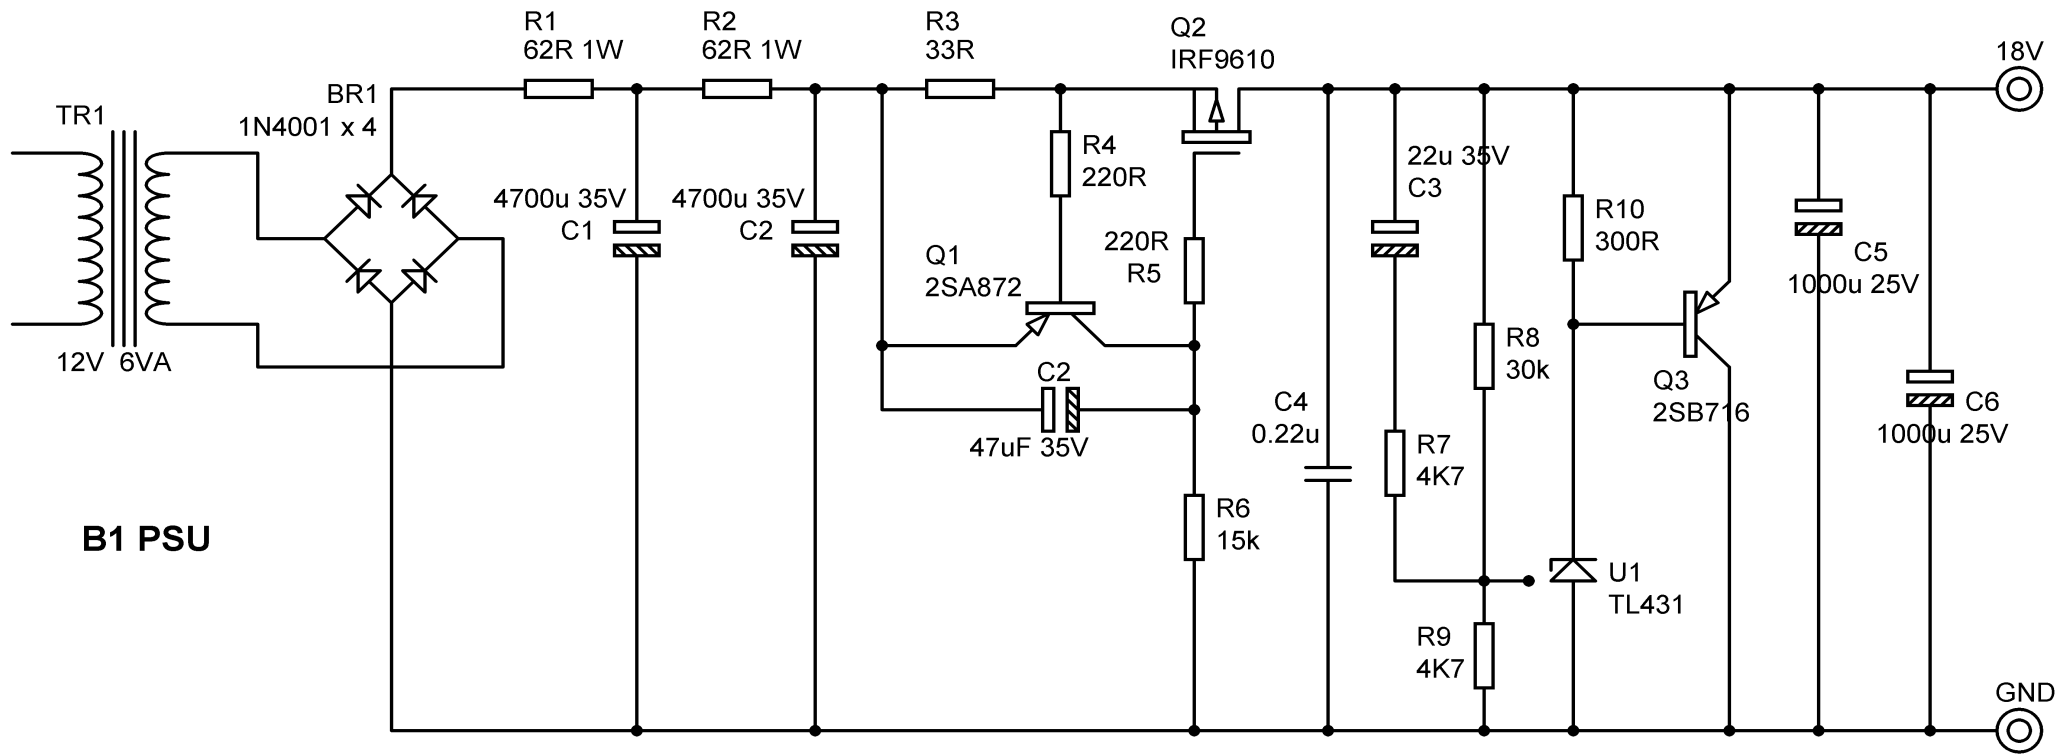 R1
62R 1W
R2
62R 1W
R3
33R
Q2
IRF9610
18V
BR1
1N4001 x 4
TR1
12V 6VA
4700u 35V
C1
4700u 35V
C2
R4
220R
22u 35V
C3
R10
300R
Q1
2SA872
220R
R5
C5
1000u 25V
R8
30k
Q3
2SB716
C2
47uF 35V
C4
0.22u
C6
1000u 25V
R7
4K7
R6
15k
B1 PSU
U1
TL431
R9
4K7
GND